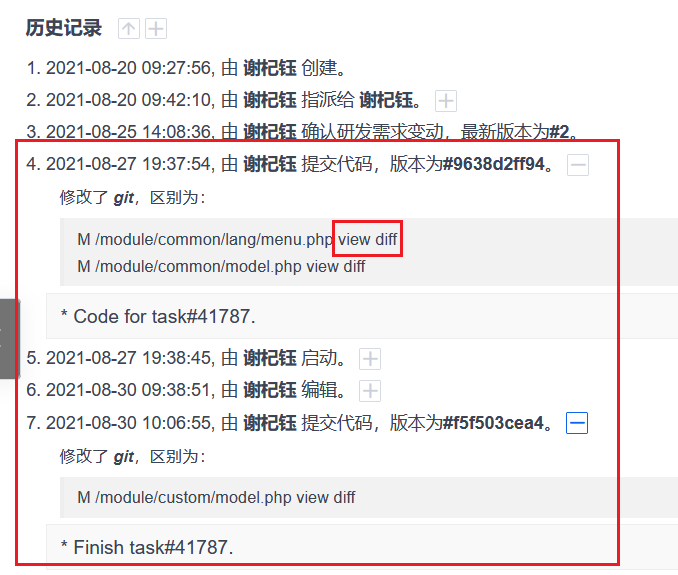 历史记录
1. 2021-08-20 09:27:56, 由 谢杞钰 创建。
2. 2021-08-20 09:42:10, 由 谢杞钰 指派给 谢杞钰。
3. 2021-08-25 14:08:36, 由 谢杞钰 确认研发需求变动，最新版本为#2。
4. 2021-08-27 19:37:54, 由 谢杞钰 提交代码，版本为#9638d2ff94。
修改了 git，区别为：
M /module/common/lang/menu.php view diff
M /module/common/model.php view diff
* Code for task#41787.
5. 2021-08-27 19:38:45, 由 谢杞钰 启动。
6. 2021-08-30 09:38:51, 由 谢杞钰 编辑。
7. 2021-08-30 10:06:55, 由 谢杞钰 提交代码，版本为#f5f503cea4。
修改了 git，区别为：
M /module/custom/model.php view diff
* Finish task#41787.